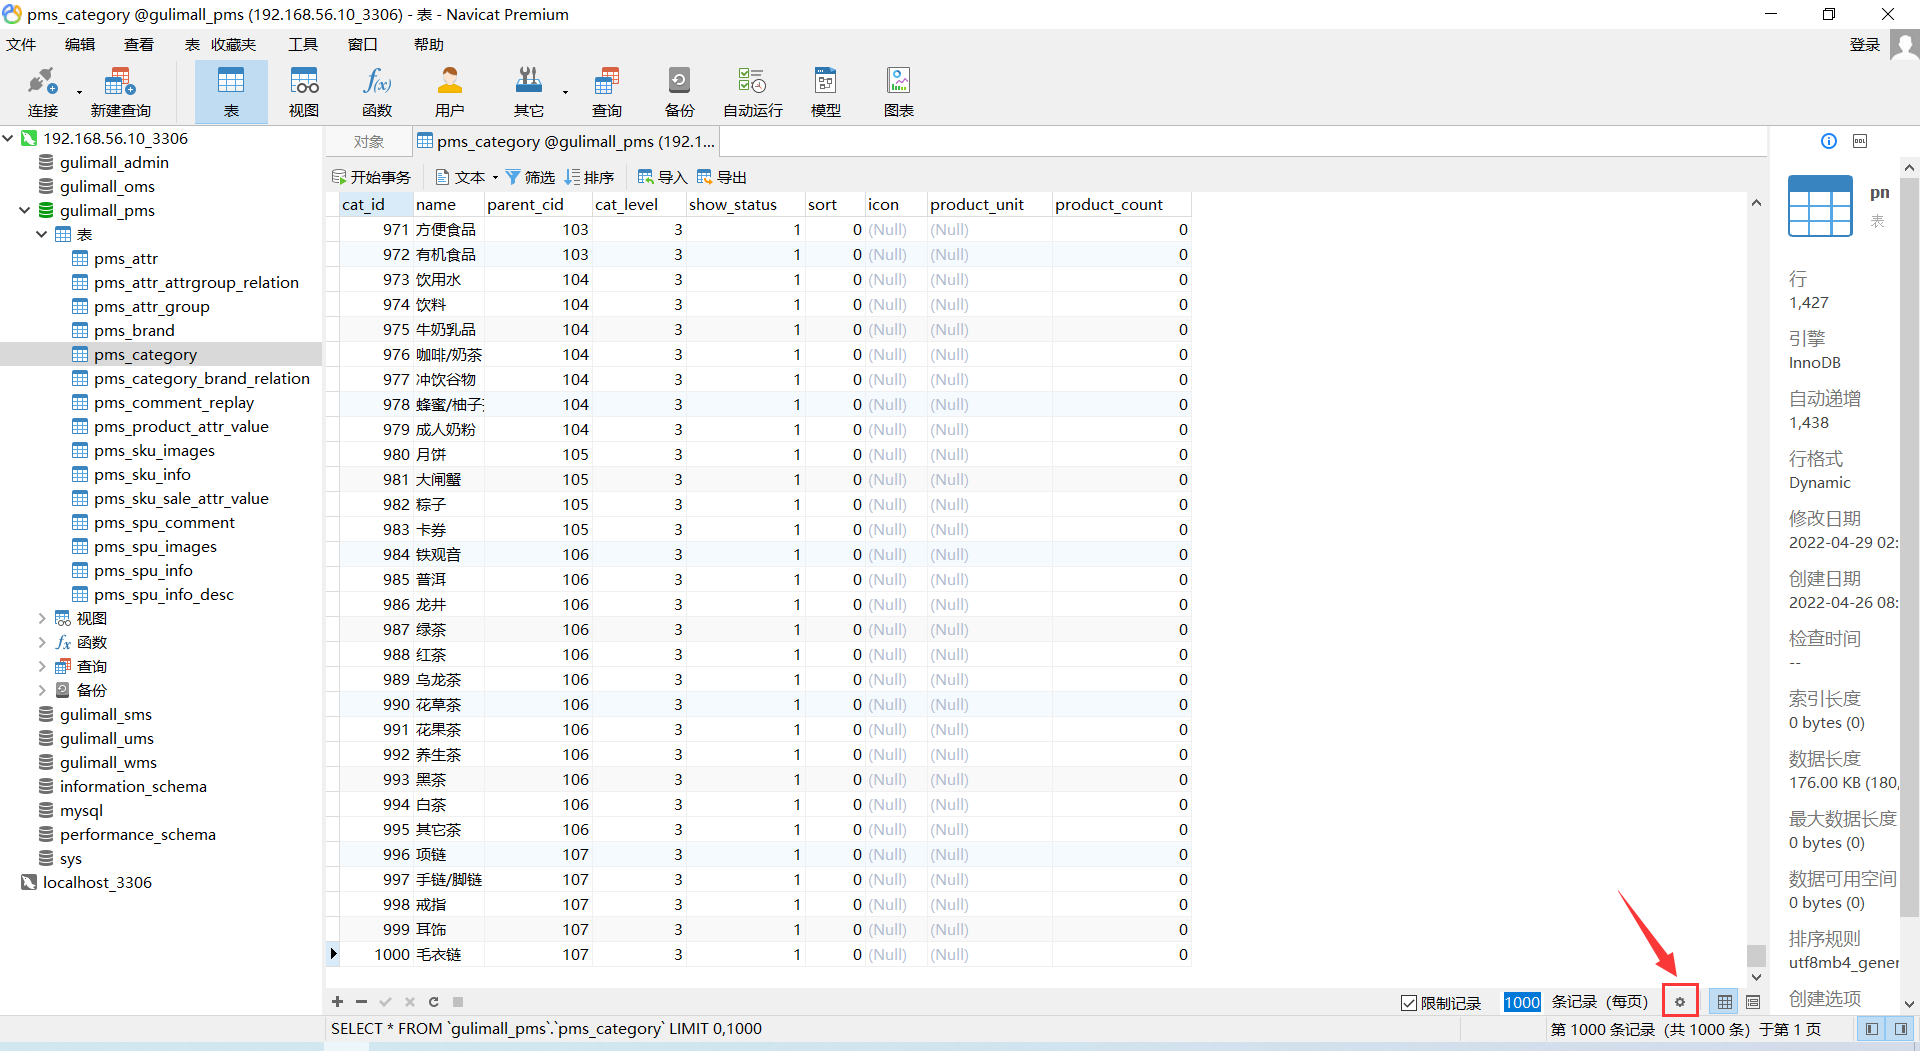 pms_category @gulimall_pms (192.168.56.10_3306) - 表 - Navicat Premium
文件 编辑 查看 表 收藏夹 工具 窗口 帮助 登录
连接 新建查询 表 视图 函数 用户 其它 查询 备份 自动运行 模型 图表
192.168.56.10_3306
gulimall_admin
gulimall_oms
gulimall_pms
表
pms_attr
pms_attr_attrgroup_relation
pms_attr_group
pms_brand
pms_category
pms_category_brand_relation
pms_comment_replay
pms_product_attr_value
pms_sku_images
pms_sku_info
pms_sku_sale_attr_value
pms_spu_comment
pms_spu_images
pms_spu_info
pms_spu_info_desc
视图
函数
查询
备份
gulimall_sms
gulimall_ums
gulimall_wms
information_schema
mysql
performance_schema
sys
localhost_3306
对象 pms_category @gulimall_pms (192.1...
开始事务 文本 筛选 排序 导入 导出
cat_id name parent_cid cat_level show_status sort icon product_unit product_count
971 方便食品 103 3 1 0 (Null) (Null) 0
972 有机食品 103 3 1 0 (Null) (Null) 0
973 饮用水 104 3 1 0 (Null) (Null) 0
974 饮料 104 3 1 0 (Null) (Null) 0
975 牛奶乳品 104 3 1 0 (Null) (Null) 0
976 咖啡/奶茶 104 3 1 0 (Null) (Null) 0
977 冲饮谷物 104 3 1 0 (Null) (Null) 0
978 蜂蜜/柚子 104 3 1 0 (Null) (Null) 0
979 成人奶粉 104 3 1 0 (Null) (Null) 0
980 月饼 105 3 1 0 (Null) (Null) 0
981 大闸蟹 105 3 1 0 (Null) (Null) 0
982 粽子 105 3 1 0 (Null) (Null) 0
983 卡券 105 3 1 0 (Null) (Null) 0
984 铁观音 106 3 1 0 (Null) (Null) 0
985 普洱 106 3 1 0 (Null) (Null) 0
986 龙井 106 3 1 0 (Null) (Null) 0
987 绿茶 106 3 1 0 (Null) (Null) 0
988 红茶 106 3 1 0 (Null) (Null) 0
989 乌龙茶 106 3 1 0 (Null) (Null) 0
990 花草茶 106 3 1 0 (Null) (Null) 0
991 花果茶 106 3 1 0 (Null) (Null) 0
992 养生茶 106 3 1 0 (Null) (Null) 0
993 黑茶 106 3 1 0 (Null) (Null) 0
994 白茶 106 3 1 0 (Null) (Null) 0
995 其它茶 106 3 1 0 (Null) (Null) 0
996 项链 107 3 1 0 (Null) (Null) 0
997 手链/脚链 107 3 1 0 (Null) (Null) 0
998 戒指 107 3 1 0 (Null) (Null) 0
999 耳饰 107 3 1 0 (Null) (Null) 0
1000 毛衣链 107 3 1 0 (Null) (Null) 0
限制记录 1000 条记录 (每页)
SELECT * FROM `gulimall_pms`.`pms_category` LIMIT 0,1000
第 1000 条记录 (共 1000 条) 于第 1 页
pn
表
行
1,427
引擎
InnoDB
自动递增
1,438
行格式
Dynamic
修改日期
2022-04-29 02:
创建日期
2022-04-26 08:
检查时间
--
索引长度
0 bytes (0)
数据长度
176.00 KB (180,
最大数据长度
0 bytes (0)
数据可用空间
0 bytes (0)
排序规则
utf8mb4_gener
创建选项